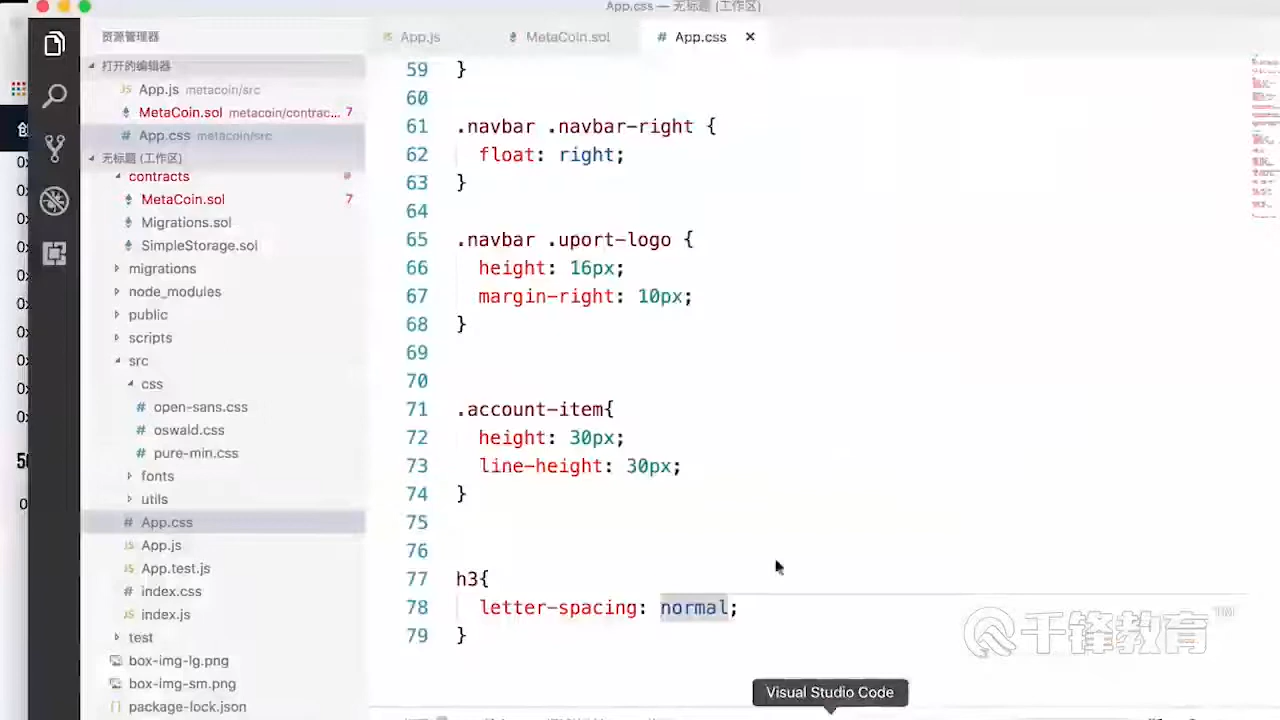 App.css — 无标题 (工作区)
资源管理器
App.js
MetaCoin.sol
App.css
打开的编辑器
App.js metacoin/src
MetaCoin.sol metacoin/contrac... 7
App.css metacoin/src
无标题 (工作区)
contracts
MetaCoin.sol 7
Migrations.sol
SimpleStorage.sol
migrations
node_modules
public
scripts
src
css
open-sans.css
oswald.css
pure-min.css
fonts
utils
App.css
App.js
App.test.js
index.css
index.js
test
box-img-lg.png
box-img-sm.png
package-lock.json
59 }
60
61 .navbar .navbar-right {
62 float: right;
63 }
64
65 .navbar .uport-logo {
66 height: 16px;
67 margin-right: 10px;
68 }
69
70
71 .account-item{
72 height: 30px;
73 line-height: 30px;
74 }
75
76
77 h3{
78 letter-spacing: normal;
79 }
千锋教育 TM
Visual Studio Code